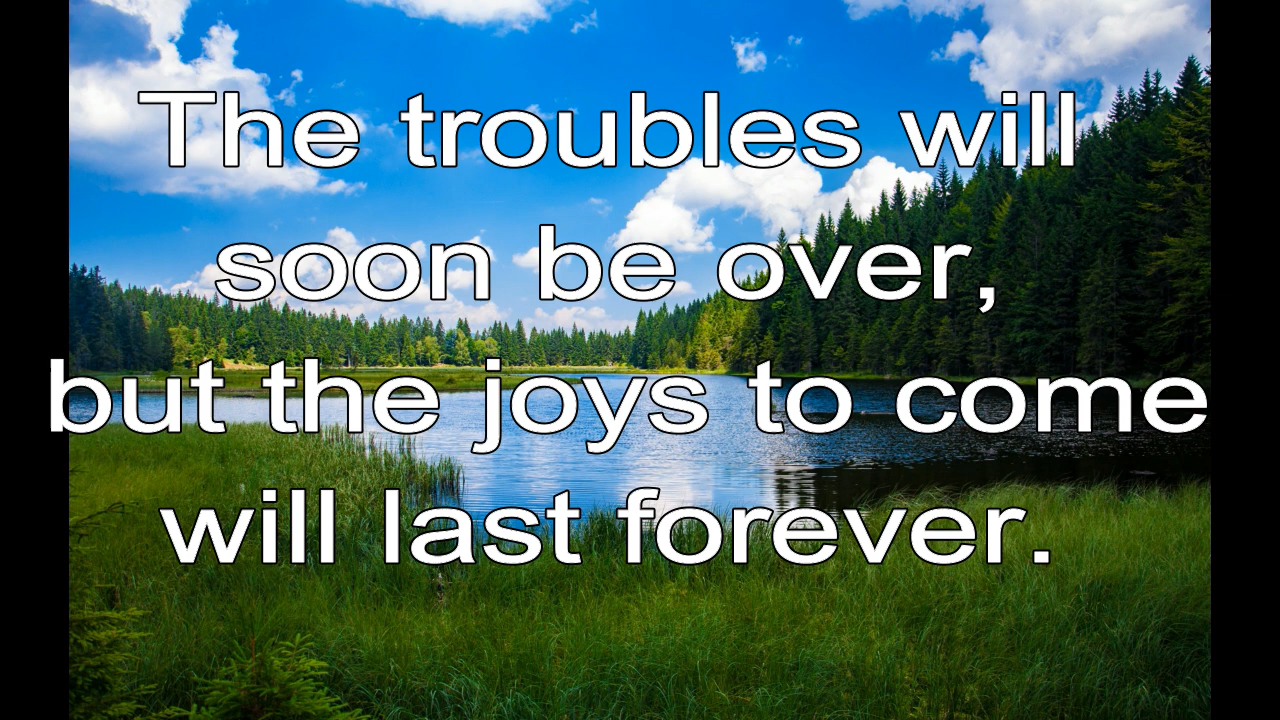 The troubles will
soon be over,
but the joys to come
will last forever.